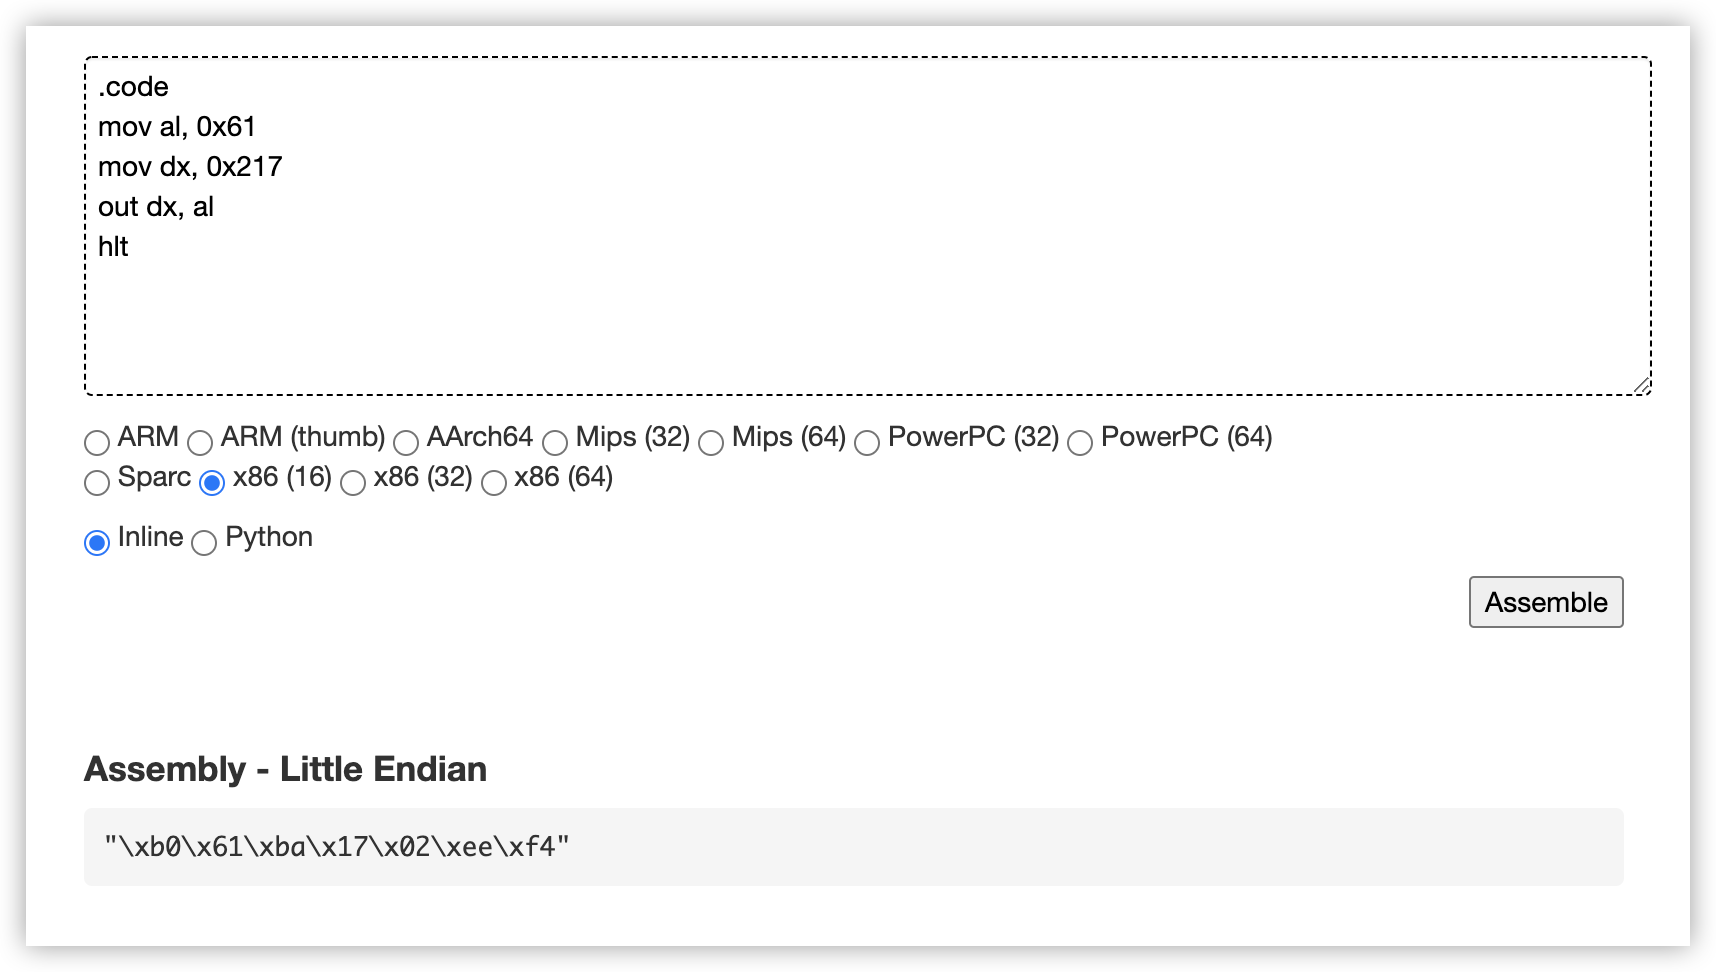 .code
mov al, 0x61
mov dx, 0x217
out dx, al
hlt
ARM ARM (thumb) AArch64 Mips (32) Mips (64) PowerPC (32) PowerPC (64)
Sparc x86 (16) x86 (32) x86 (64)
Inline Python
Assemble
Assembly - Little Endian
"\xb0\x61\xba\x17\x02\xee\xf4"